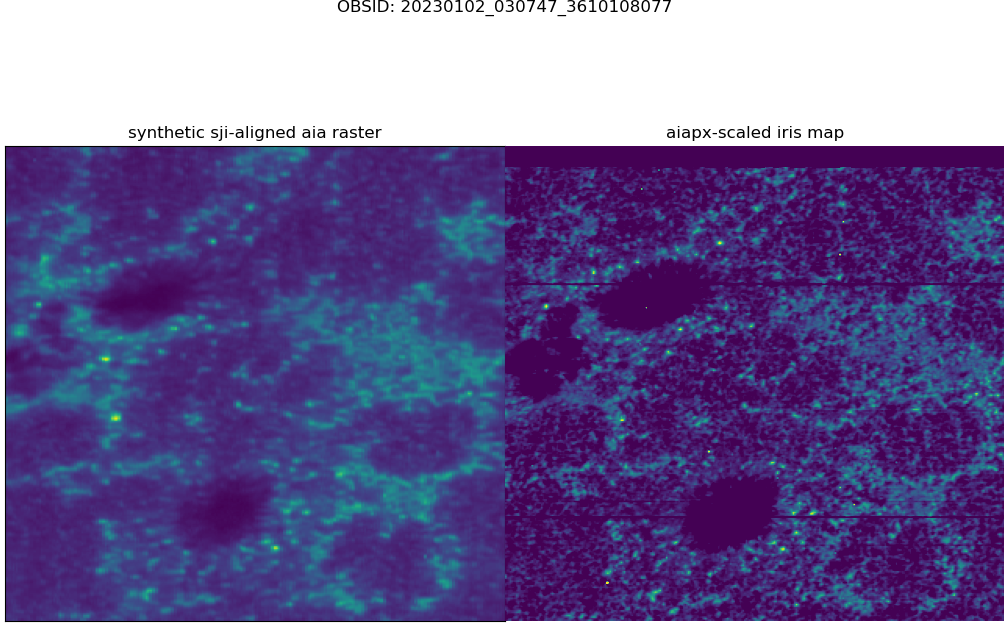 OBSID: 20230102_030747_3610108077
synthetic sji-aligned aia raster
aiapx-scaled iris map